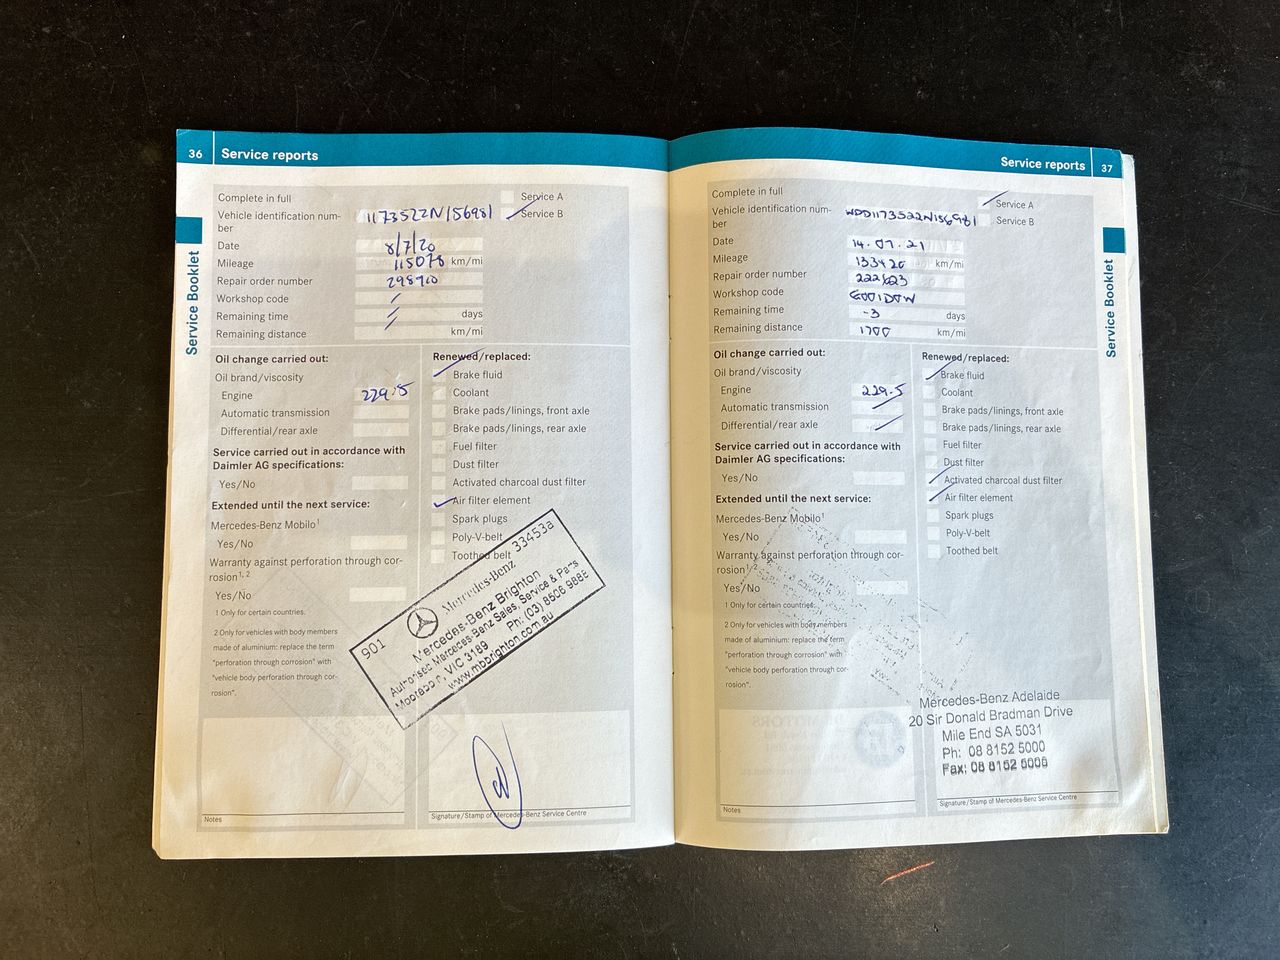 36 Service reports
Complete in full
Service A
Vehicle identification num-
ber
1173522N156981
Service B
Date
8/7/20
Mileage
115078 km/mi
Repair order number
298910
Workshop code
Remaining time
days
Remaining distance
km/mi
Service Booklet
Oil change carried out:
Oil brand/viscosity
Engine
229.5
Automatic transmission
Differential/rear axle
Service carried out in accordance with
Daimler AG specifications:
Yes/No
Extended until the next service:
Mercedes-Benz Mobilo¹
Yes/No
Warranty against perforation through cor-
rosion¹, ²
Yes/No
1 Only for certain countries.
2 Only for vehicles with body members
made of aluminium: replace the term
"perforation through corrosion" with
"vehicle body perforation through cor-
rosion".
Renewed/replaced:
Brake fluid
Coolant
Brake pads/linings, front axle
Brake pads/linings, rear axle
Fuel filter
Dust filter
Activated charcoal dust filter
Air filter element
Spark plugs
Poly-V-belt
Toothed belt
901 Mercedes-Benz 33453a
Mercedes-Benz Brighton
Authorised Mercedes-Benz Sales, Service & Parts
Moorabbin, VIC 3189 Ph: (03) 8506 9888
www.mbbrighton.com.au
Notes
Signature/Stamp of Mercedes-Benz Service Centre
Service reports 37
Complete in full
Service A
Vehicle identification num-
ber
WDD1173522N156981
Service B
Date
14.07.21
Mileage
133420 km/mi
Repair order number
Workshop code
Remaining time
-3 days
Remaining distance
1700 km/mi
Service Booklet
Oil change carried out:
Oil brand/viscosity
Engine
229.5
Automatic transmission
Differential/rear axle
Service carried out in accordance with
Daimler AG specifications:
Yes/No
Extended until the next service:
Mercedes-Benz Mobilo¹
Yes/No
Warranty against perforation through cor-
rosion¹, ²
Yes/No
1 Only for certain countries.
2 Only for vehicles with body members
made of aluminium: replace the term
"perforation through corrosion" with
"vehicle body perforation through cor-
rosion".
Renewed/replaced:
Brake fluid
Coolant
Brake pads/linings, front axle
Brake pads/linings, rear axle
Fuel filter
Dust filter
Activated charcoal dust filter
Air filter element
Spark plugs
Poly-V-belt
Toothed belt
Mercedes-Benz Adelaide
20 Sir Donald Bradman Drive
Mile End SA 5031
Ph: 08 8152 5000
Fax: 08 8152 5005
Notes
Signature/Stamp of Mercedes-Benz Service Centre